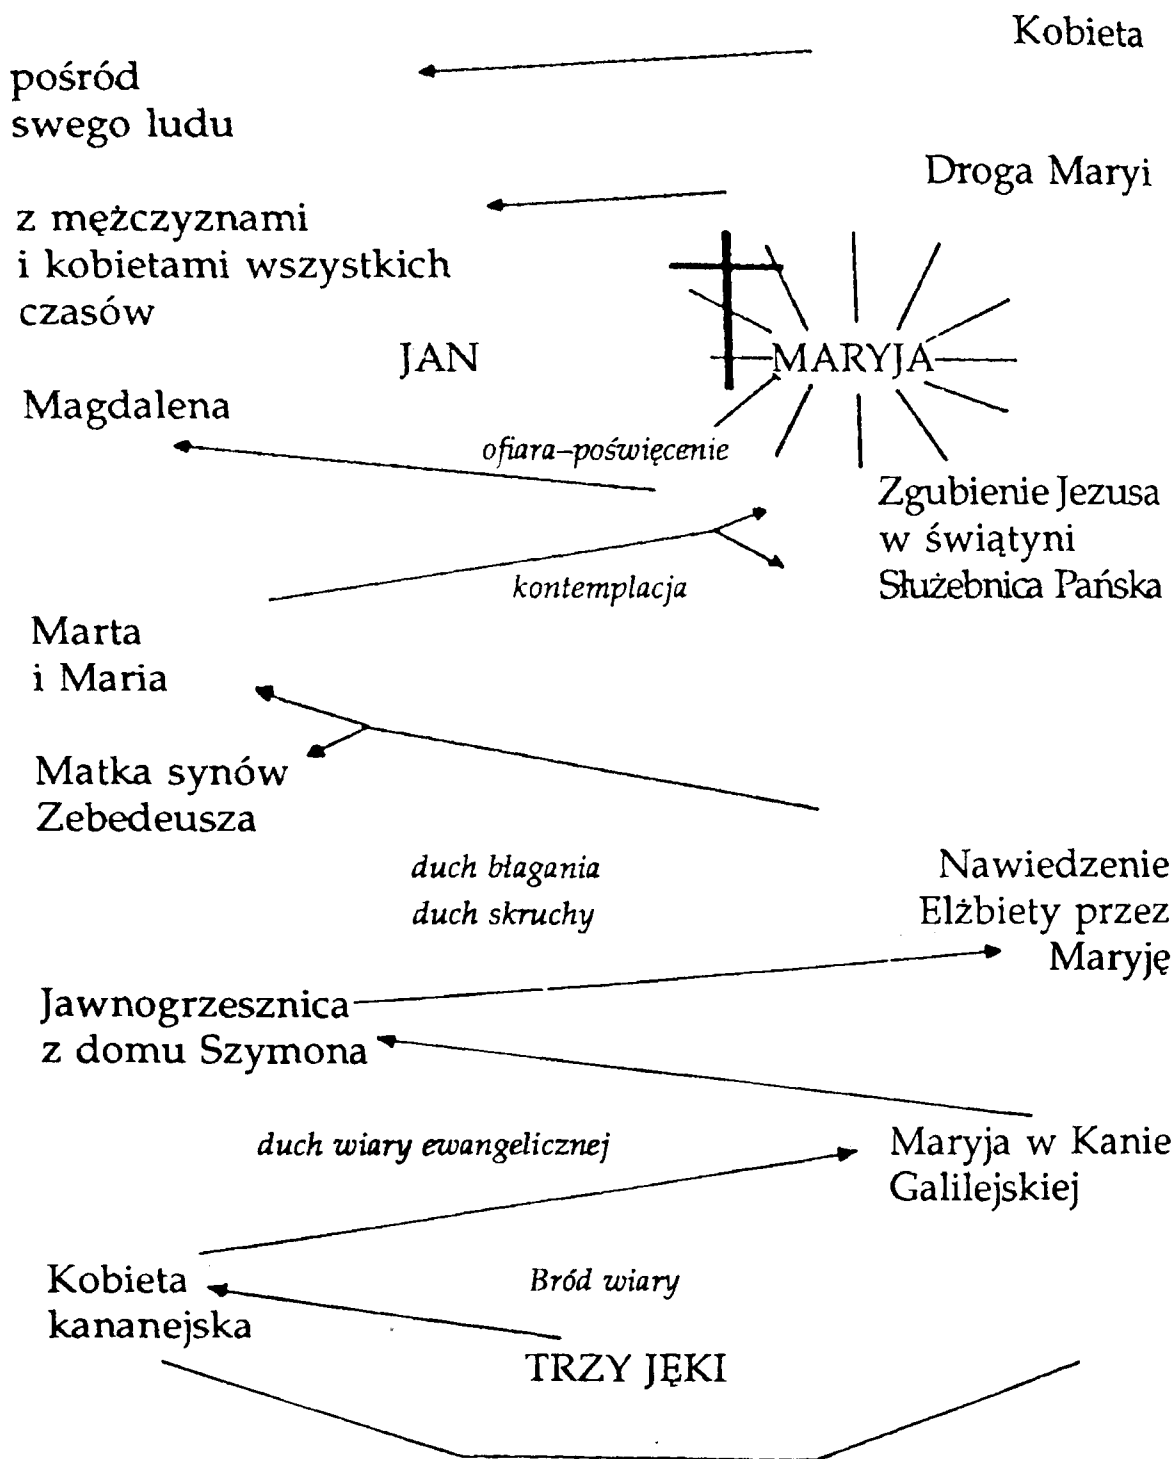 Kobieta
pośród
swego ludu
Droga Maryi
z mężczyznami
i kobietami wszystkich
czasów
JAN
MARYJA
Magdalena
ofiara–poświęcenie
Zgubienie Jezusa
w świątyni
Służebnica Pańska
kontemplacja
Marta
i Maria
Matka synów
Zebedeusza
duch błagania
duch skruchy
Nawiedzenie
Elżbiety przez
Maryję
Jawnogrzesznica
z domu Szymona
duch wiary ewangelicznej
Maryja w Kanie
Galilejskiej
Kobieta
kananejska
Bród wiary
TRZY JĘKI